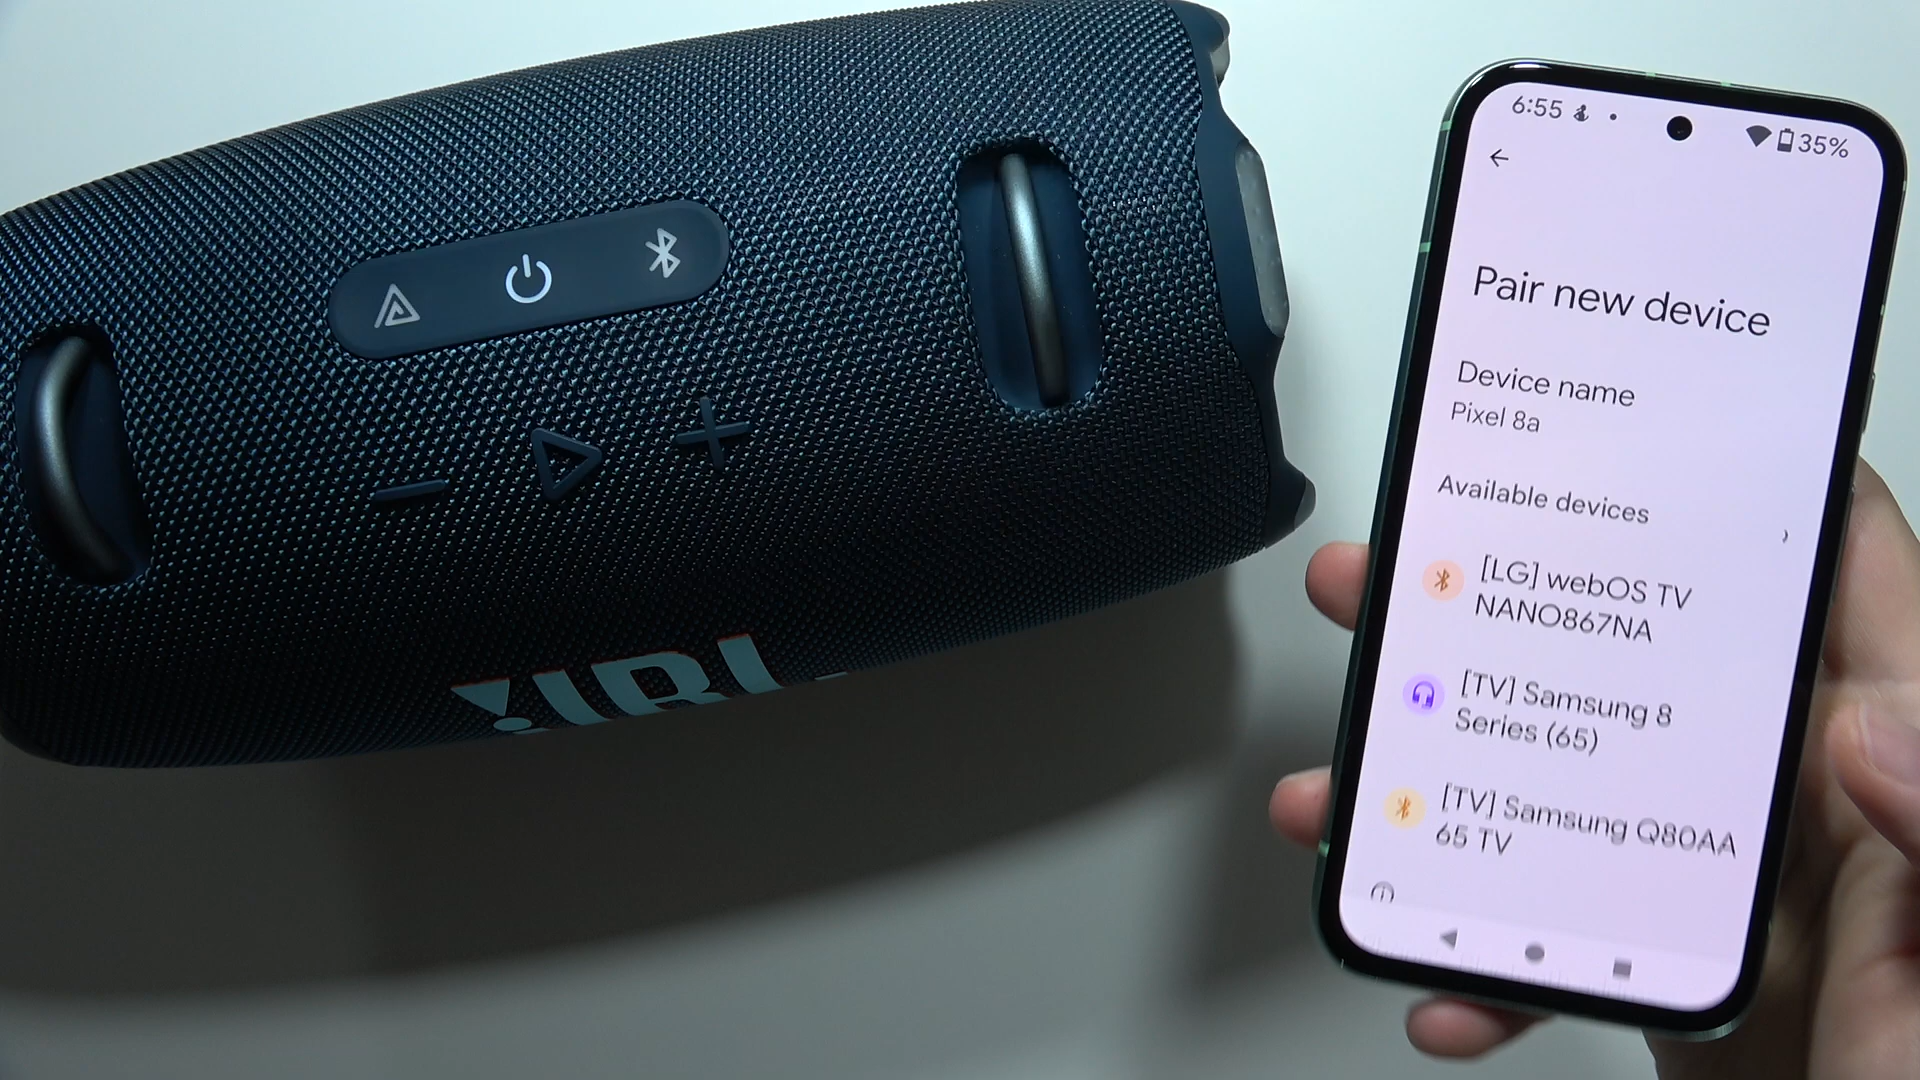 JBL
6:55
35%
Pair new device
Device name
Pixel 8a
Available devices
[LG] webOS TV
NANO867NA
[TV] Samsung 8
Series (65)
[TV] Samsung Q80AA
65 TV